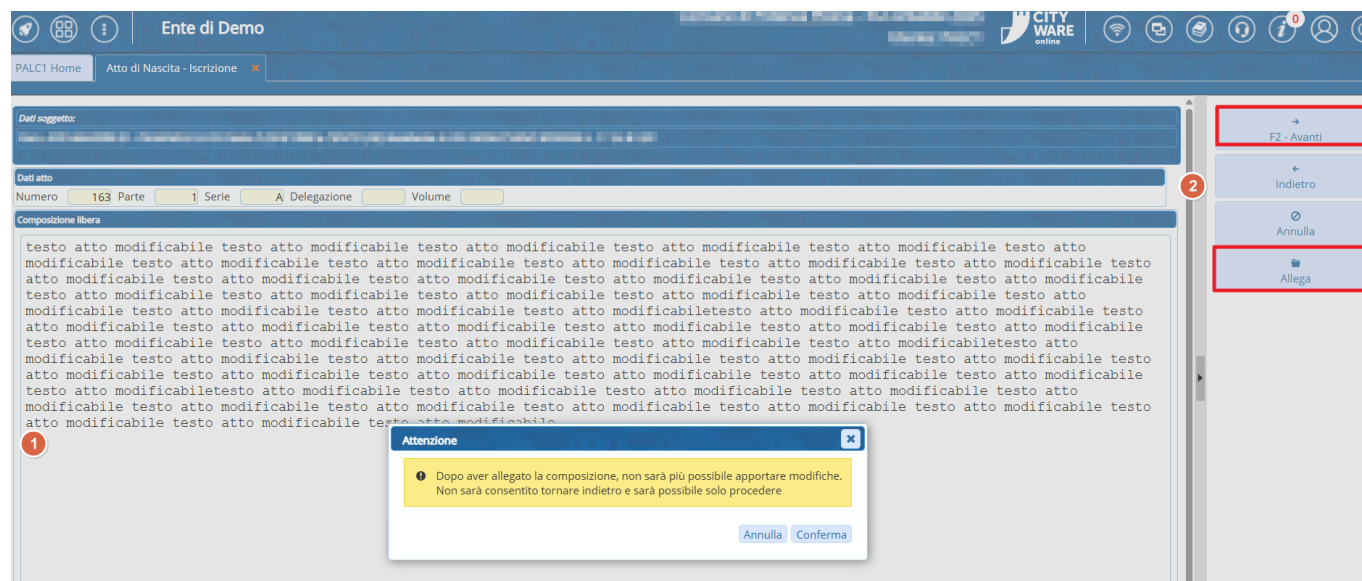 Ente di Demo
CITY
WARE
online
0
PALC1 Home
Atto di Nascita - Iscrizione
Dati soggetto:
Dati atto
Numero 163 Parte 1 Serie A Delegazione Volume
Composizione libera
testo atto modificabile testo atto modificabile testo atto modificabile testo atto modificabile testo atto modificabile testo atto
modificabile testo atto modificabile testo atto modificabile testo atto modificabile testo atto modificabile testo atto modificabile testo
atto modificabile testo atto modificabile testo atto modificabile testo atto modificabile testo atto modificabile testo atto modificabile
testo atto modificabile testo atto modificabile testo atto modificabile testo atto modificabile testo atto modificabile testo atto
modificabile testo atto modificabile testo atto modificabile testo atto modificabiletesto atto modificabile testo atto modificabile testo
atto modificabile testo atto modificabile testo atto modificabile testo atto modificabile testo atto modificabile testo atto modificabile
testo atto modificabile testo atto modificabile testo atto modificabile testo atto modificabile testo atto modificabiletesto atto
modificabile testo atto modificabile testo atto modificabile testo atto modificabile testo atto modificabile testo atto modificabile testo
atto modificabile testo atto modificabile testo atto modificabile testo atto modificabile testo atto modificabile testo atto modificabile
testo atto modificabiletesto atto modificabile testo atto modificabile testo atto modificabile testo atto modificabile testo atto
modificabile testo atto modificabile testo atto modificabile testo atto modificabile testo atto modificabile testo atto modificabile testo
atto modificabile testo atto modificabile testo atto modificabile
1
Attenzione
Dopo aver allegato la composizione, non sarà più possibile apportare modifiche.
Non sarà consentito tornare indietro e sarà possibile solo procedere
Annulla Conferma
2
F2 - Avanti
Indietro
Annulla
Allega